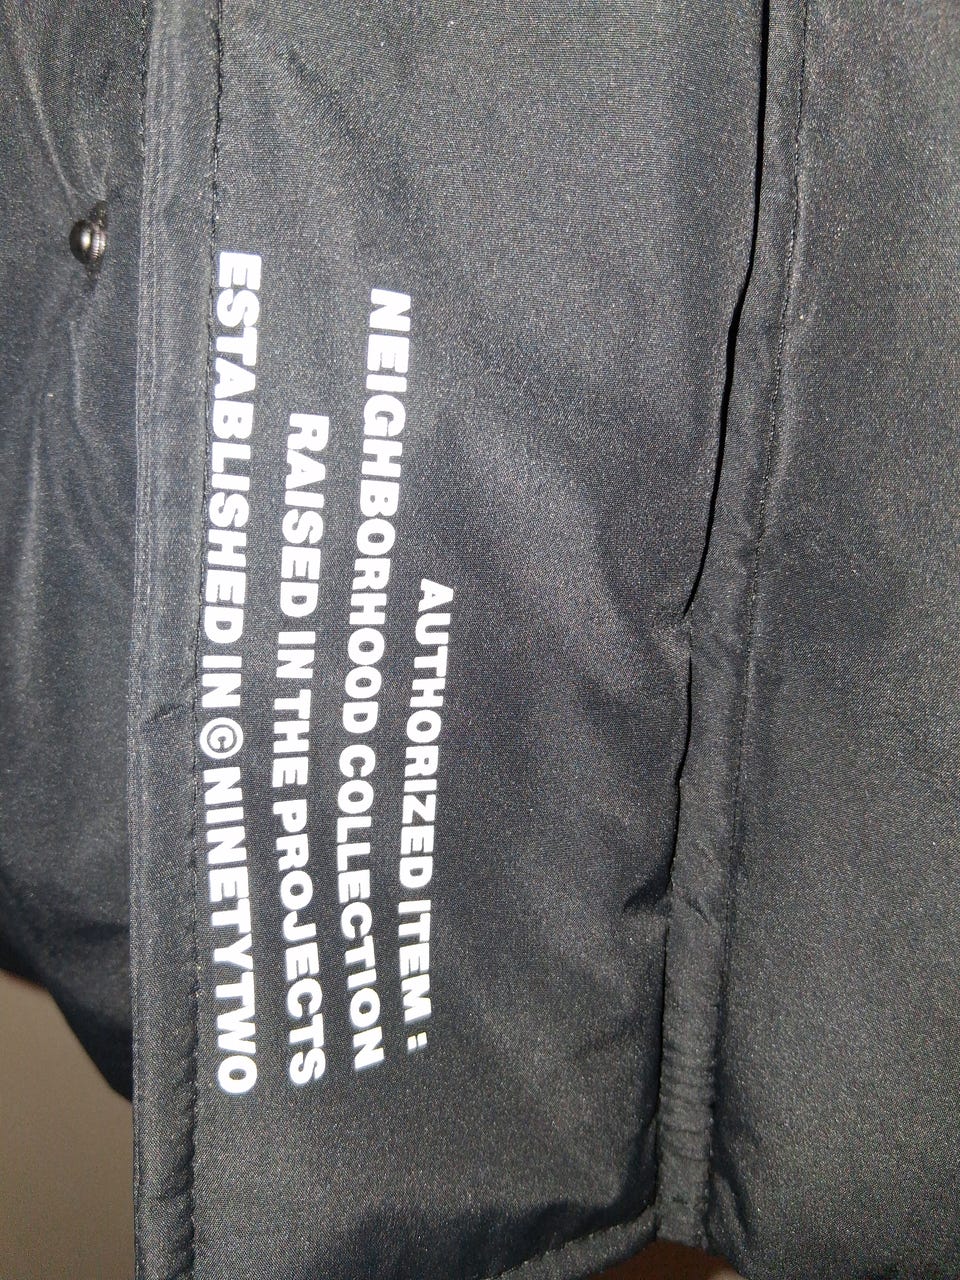 AUTHORIZED ITEM :
NEIGHBORHOOD COLLECTION
RAISED IN THE PROJECTS
ESTABLISHED IN © NINETYTWO